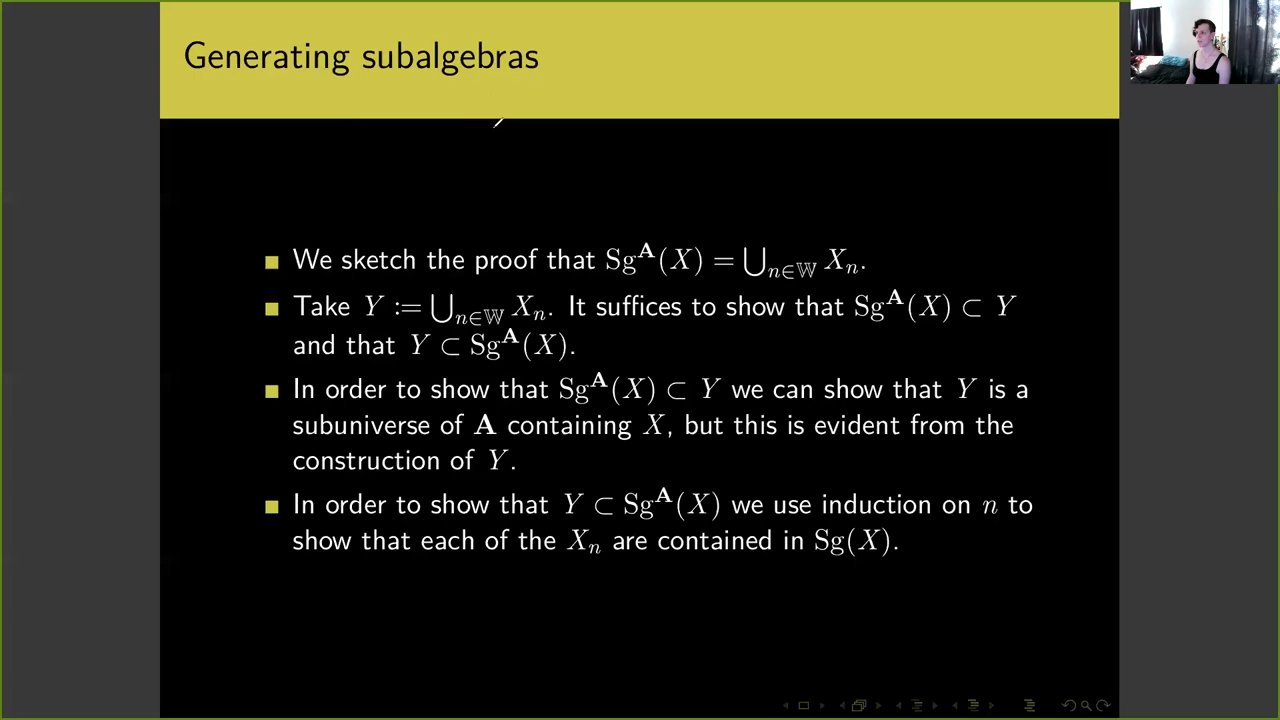 Generating subalgebras
We sketch the proof that Sg^A(X) = ⋃_{n∈𝕎} X_n.
Take Y := ⋃_{n∈𝕎} X_n. It suffices to show that Sg^A(X) ⊂ Y
and that Y ⊂ Sg^A(X).
In order to show that Sg^A(X) ⊂ Y we can show that Y is a
subuniverse of A containing X, but this is evident from the
construction of Y.
In order to show that Y ⊂ Sg^A(X) we use induction on n to
show that each of the X_n are contained in Sg(X).